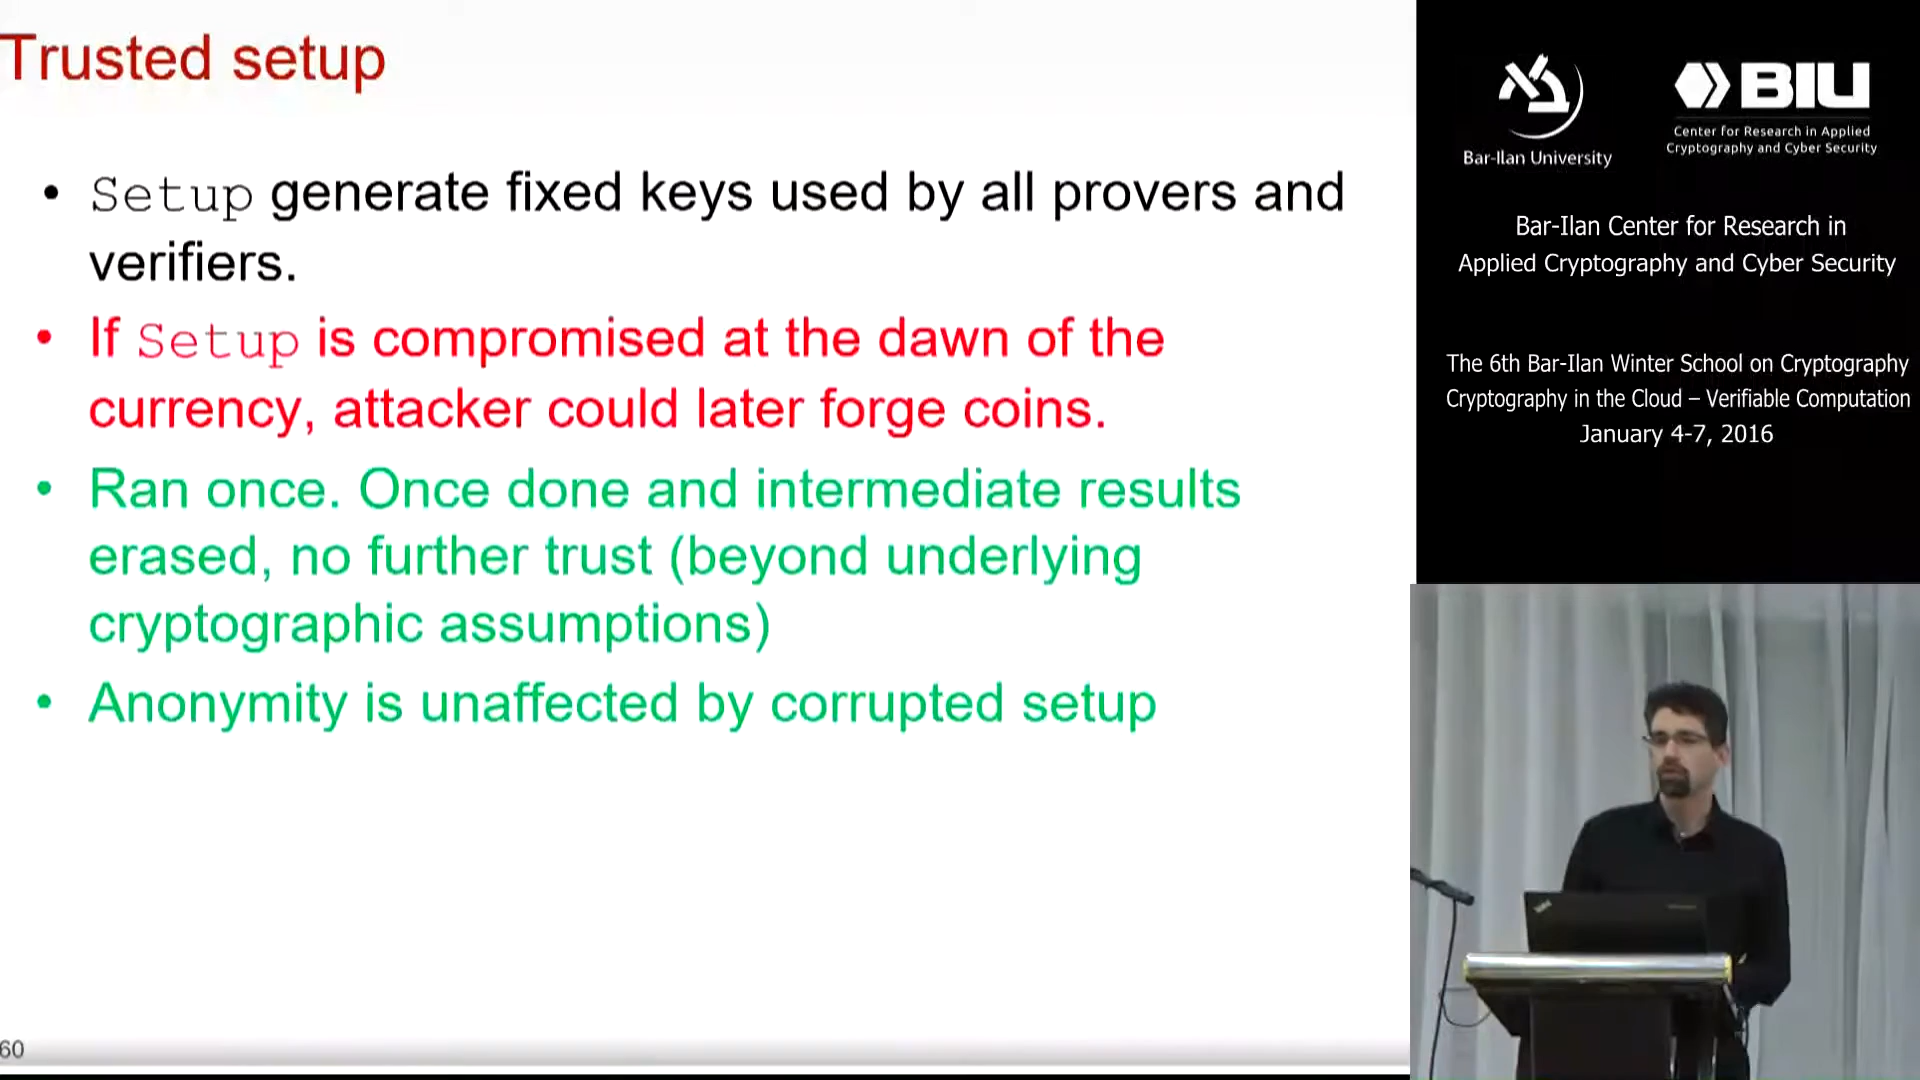 Trusted setup
• Setup generate fixed keys used by all provers and
verifiers.
• If Setup is compromised at the dawn of the
currency, attacker could later forge coins.
• Ran once. Once done and intermediate results
erased, no further trust (beyond underlying
cryptographic assumptions)
• Anonymity is unaffected by corrupted setup
60
Bar-Ilan University
BIU
Center for Research in Applied
Cryptography and Cyber Security
Bar-Ilan Center for Research in
Applied Cryptography and Cyber Security
The 6th Bar-Ilan Winter School on Cryptography
Cryptography in the Cloud – Verifiable Computation
January 4-7, 2016